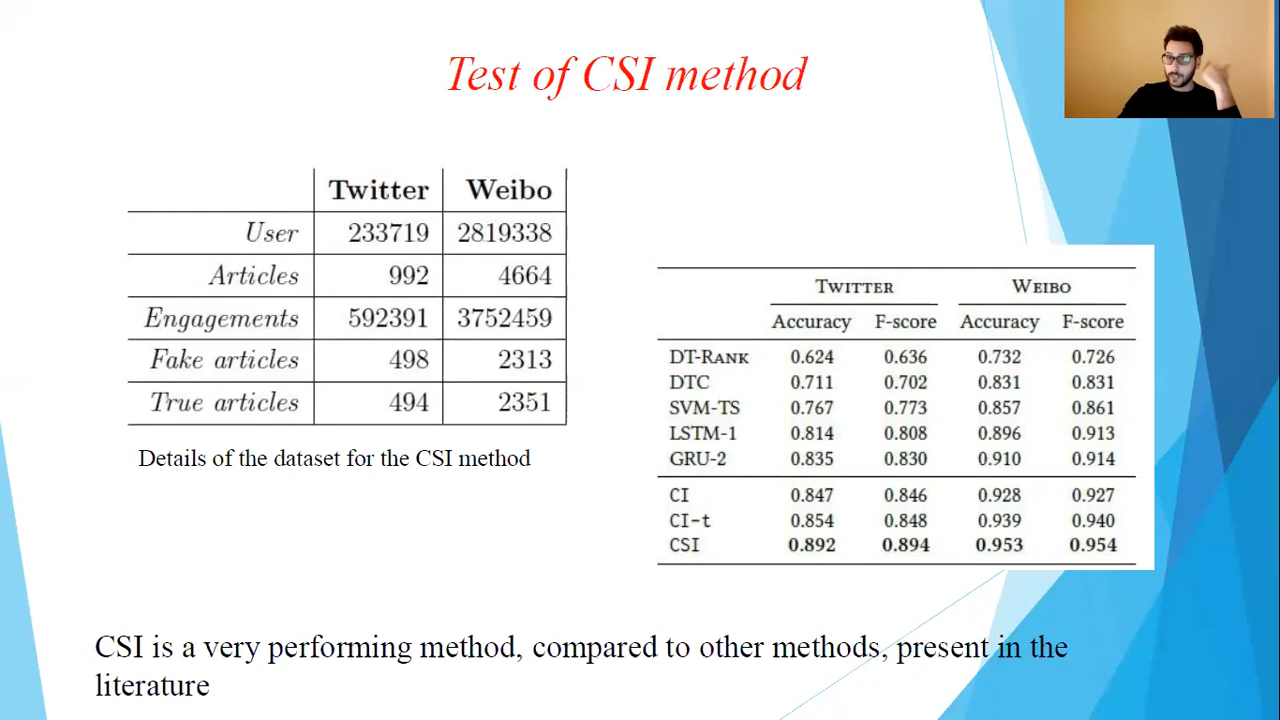 Test of CSI method
Twitter Weibo
User 233719 2819338
Articles 992 4664
Engagements 592391 3752459
Fake articles 498 2313
True articles 494 2351
Details of the dataset for the CSI method
TWITTER WEIBO
Accuracy F-score Accuracy F-score
DT-RANK 0.624 0.636 0.732 0.726
DTC 0.711 0.702 0.831 0.831
SVM-TS 0.767 0.773 0.857 0.861
LSTM-1 0.814 0.808 0.896 0.913
GRU-2 0.835 0.830 0.910 0.914
CI 0.847 0.846 0.928 0.927
CI-t 0.854 0.848 0.939 0.940
CSI 0.892 0.894 0.953 0.954
CSI is a very performing method, compared to other methods, present in the
literature